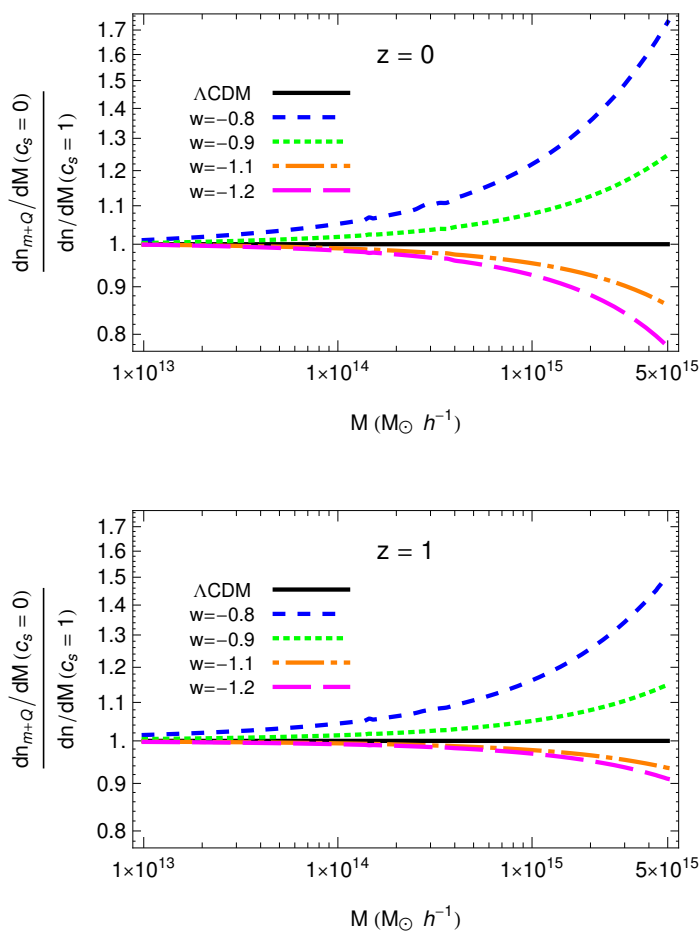 z = 0
ΛCDM
w=-0.8
w=-0.9
w=-1.1
w=-1.2
dn_{m+Q}/dM (c_s = 0)
dn/dM (c_s = 1)
1.7
1.6
1.5
1.4
1.3
1.2
1.1
1.
0.9
0.8
1×10^13
1×10^14
1×10^15
5×10^15
M (M_⊙ h^{-1})
z = 1
ΛCDM
w=-0.8
w=-0.9
w=-1.1
w=-1.2
dn_{m+Q}/dM (c_s = 0)
dn/dM (c_s = 1)
1.7
1.6
1.5
1.4
1.3
1.2
1.1
1.
0.9
0.8
1×10^13
1×10^14
1×10^15
5×10^15
M (M_⊙ h^{-1})